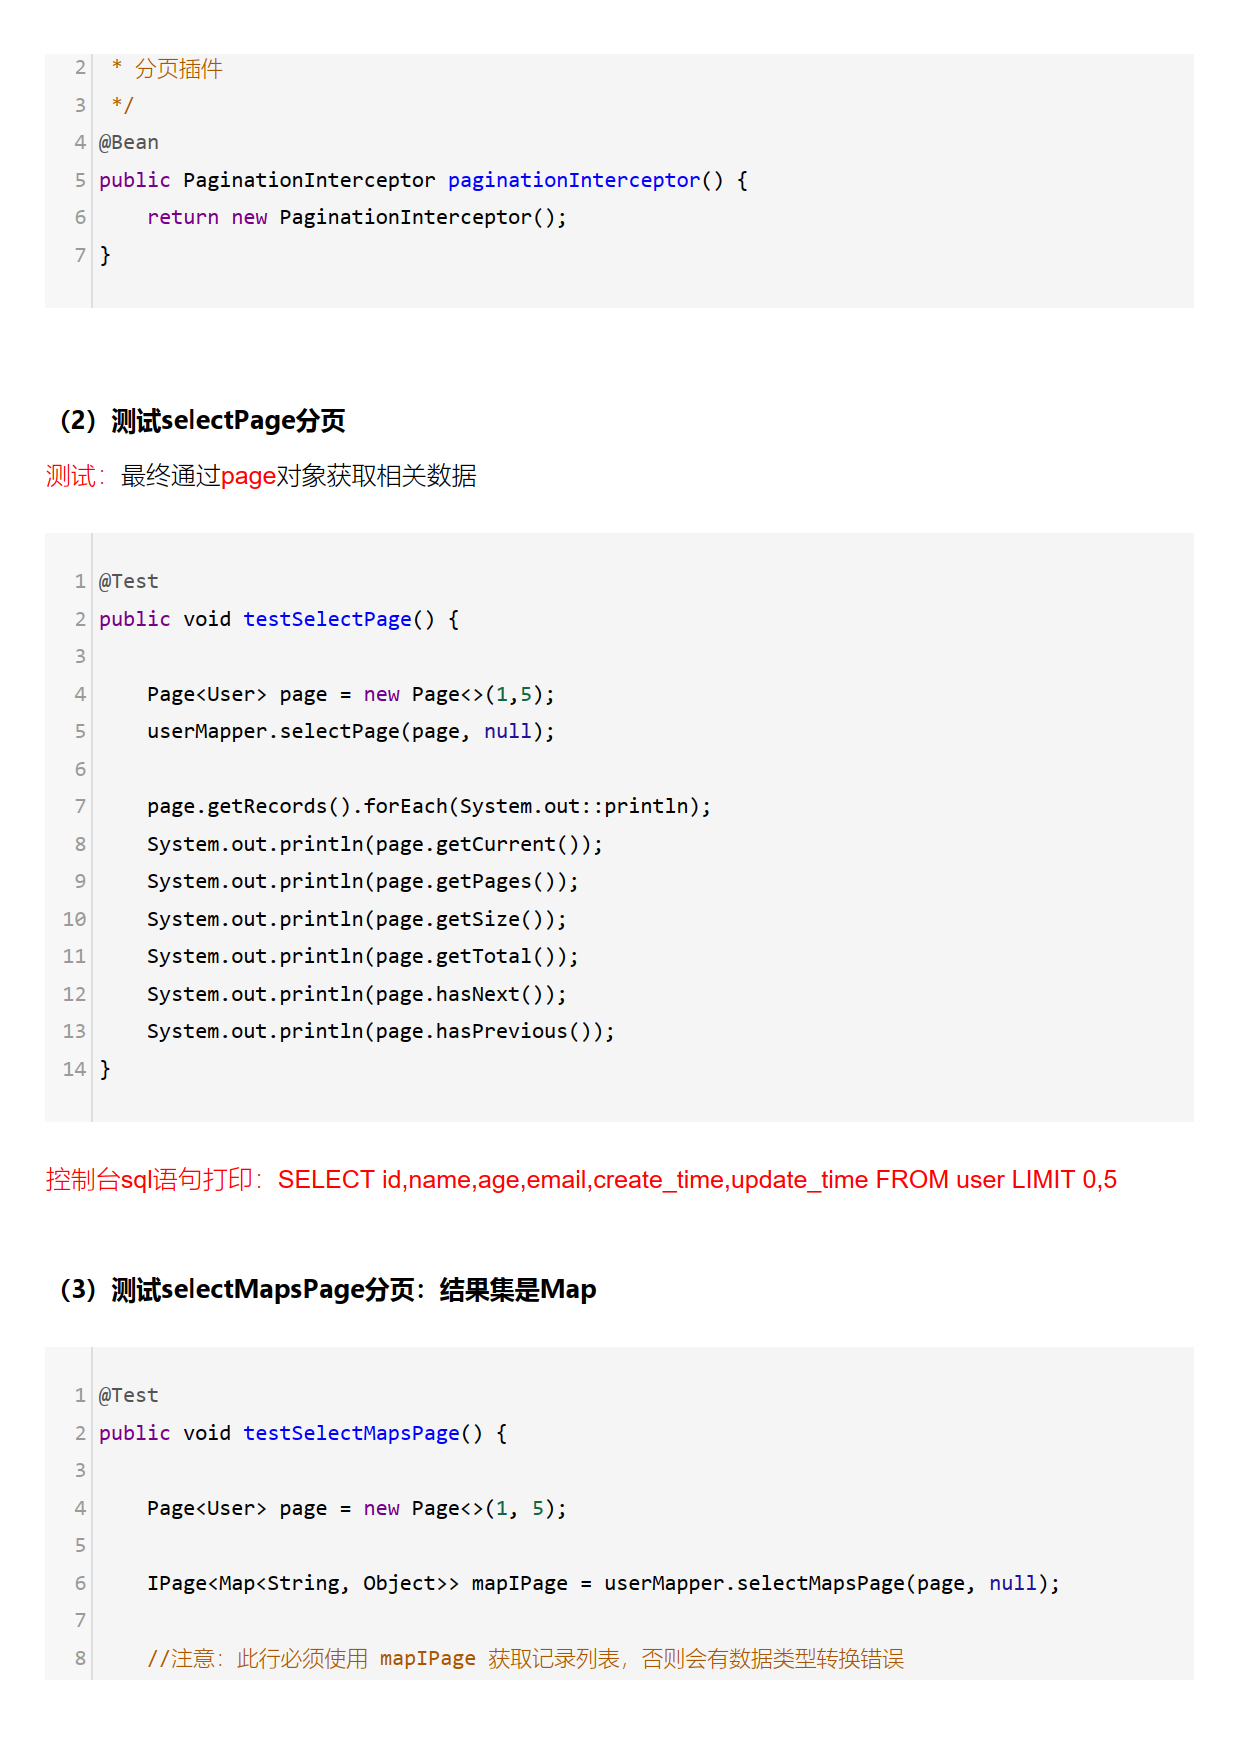 2  * 分页插件
3  */
4 @Bean
5 public PaginationInterceptor paginationInterceptor() {
6     return new PaginationInterceptor();
7 }
（2）测试selectPage分页
测试：最终通过page对象获取相关数据
1 @Test
2 public void testSelectPage() {
3
4     Page<User> page = new Page<>(1,5);
5     userMapper.selectPage(page, null);
6
7     page.getRecords().forEach(System.out::println);
8     System.out.println(page.getCurrent());
9     System.out.println(page.getPages());
10     System.out.println(page.getSize());
11     System.out.println(page.getTotal());
12     System.out.println(page.hasNext());
13     System.out.println(page.hasPrevious());
14 }
控制台sql语句打印：SELECT id,name,age,email,create_time,update_time FROM user LIMIT 0,5
（3）测试selectMapsPage分页：结果集是Map
1 @Test
2 public void testSelectMapsPage() {
3
4     Page<User> page = new Page<>(1, 5);
5
6     IPage<Map<String, Object>> mapIPage = userMapper.selectMapsPage(page, null);
7
8     //注意：此行必须使用 mapIPage 获取记录列表，否则会有数据类型转换错误